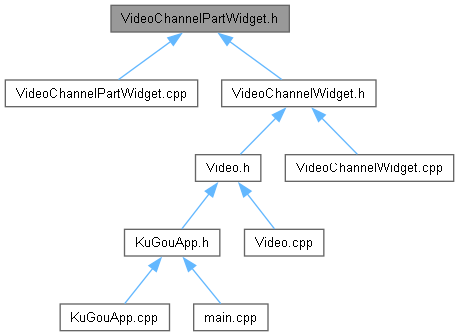 VideoChannelPartWidget.h
VideoChannelPartWidget.cpp
VideoChannelWidget.h
Video.h
VideoChannelWidget.cpp
KuGouApp.h
Video.cpp
KuGouApp.cpp
main.cpp